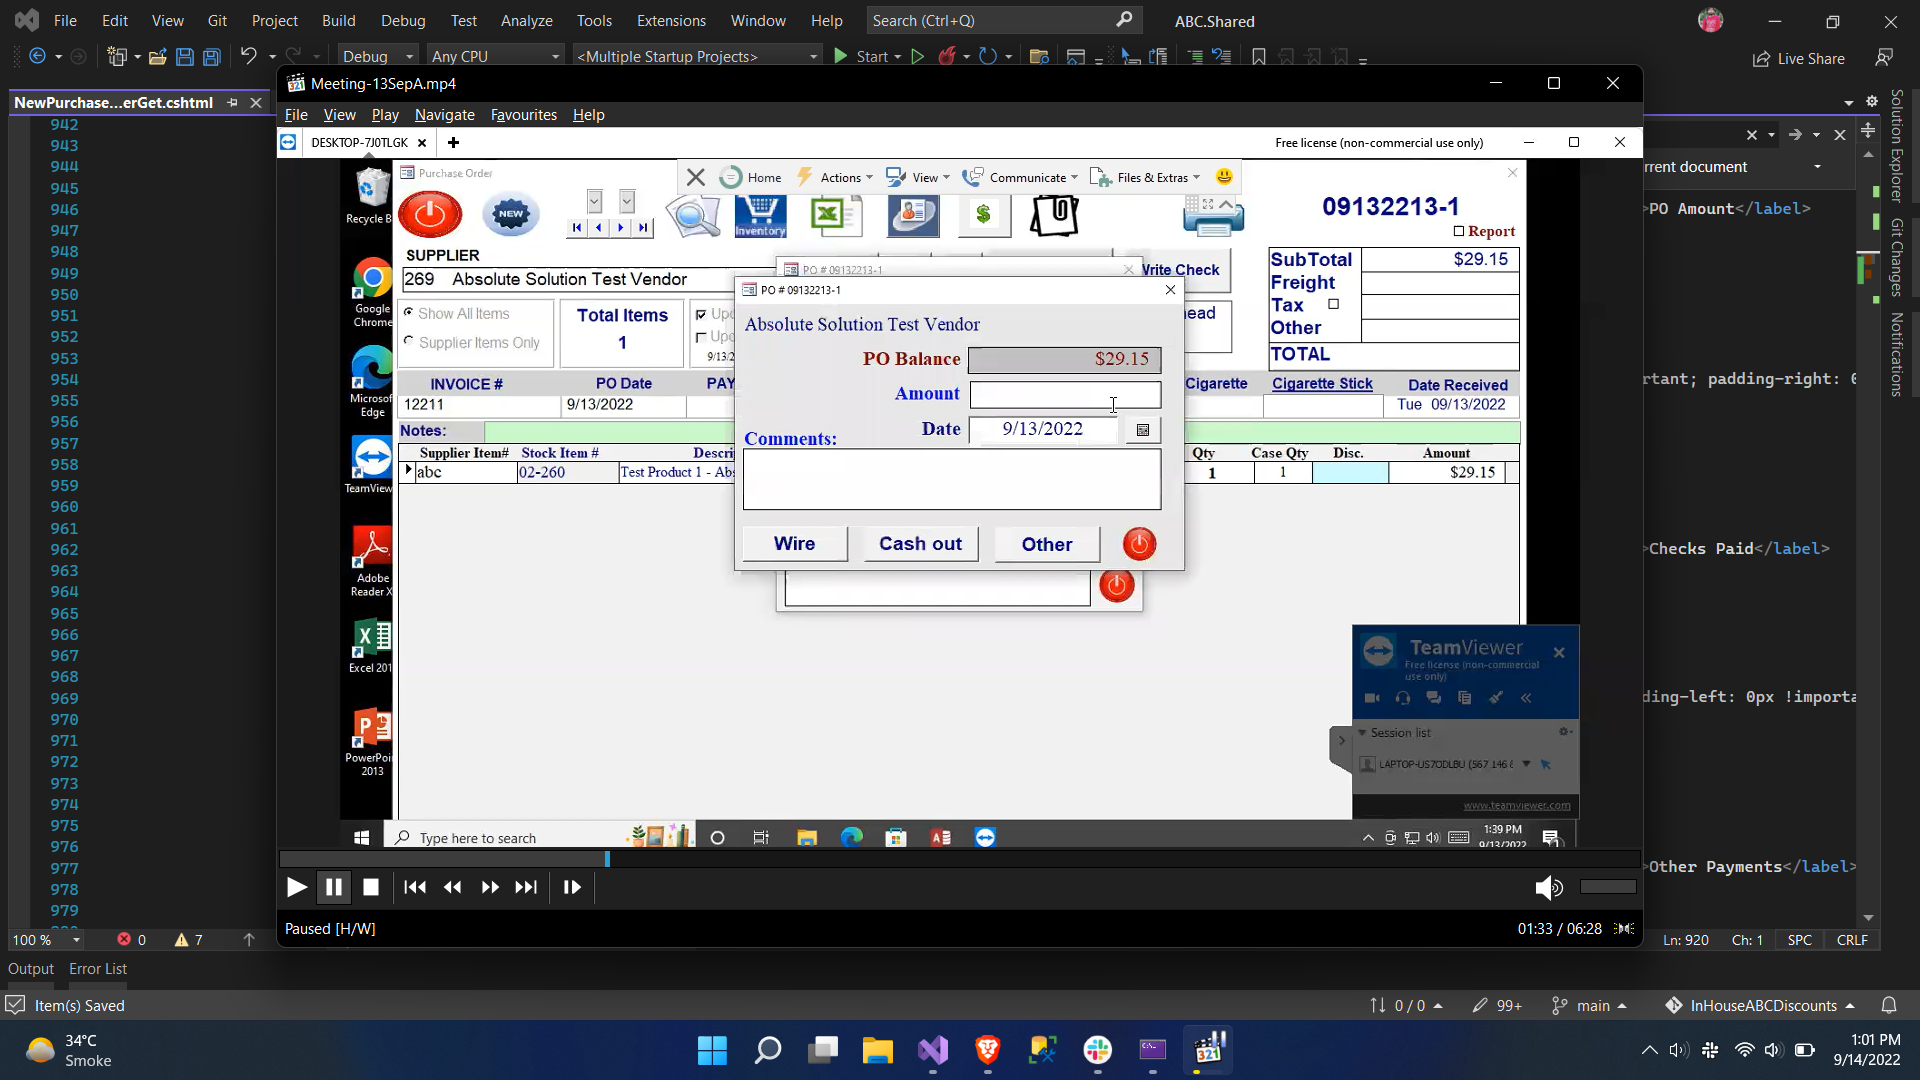 File Edit View Git Project Build Debug Test Analyze Tools Extensions Window Help Search (Ctrl+Q) ABC.Shared
Debug Any CPU <Multiple Startup Projects> Start Live Share
NewPurchase...erGet.cshtml
Meeting-13SepA.mp4
File View Play Navigate Favourites Help
DESKTOP-7J0TLGK Free license (non-commercial use only)
Purchase Order
Home Actions View Communicate Files & Extras
NEW
Inventory
09132213-1
Report
SUPPLIER
269 Absolute Solution Test Vendor
Show All Items
Supplier Items Only
Total Items
1
9/13/2
PO # 09132213-1
Write Check
SubTotal $29.15
Freight
Tax
Other
TOTAL
PO # 09132213-1
Absolute Solution Test Vendor
PO Balance $29.15
Amount
Date 9/13/2022
Comments:
Wire Cash out Other
INVOICE # PO Date PAY Cigarette Cigarette Stick Date Received
12211 9/13/2022 Tue 09/13/2022
Notes:
Supplier Item# Stock Item # Descri Qty Case Qty Disc. Amount
abc 02-260 Test Product 1 - Abs 1 1 $29.15
Recycle B
Google
Chrome
Microsof
Edge
TeamView
Adobe
Reader X
Excel 201
PowerPoin
2013
TeamViewer
Free license (non-commercial
use only)
Session list
LAPTOP-US7ODLBU (567 146 8
www.teamviewer.com
Type here to search
1:39 PM
9/13/2022
Paused [H/W] 01:33 / 06:28
942
943
944
945
946
947
948
949
950
951
952
953
954
955
956
957
958
959
960
961
962
963
964
965
966
967
968
969
970
971
972
973
974
975
976
977
978
979
rrent document
>PO Amount</label>
rtant; padding-right: 0
>Checks Paid</label>
ding-left: 0px !importa
>Other Payments</label>
Solution Explorer
Git Changes
Notifications
100 % 0 7 Ln: 920 Ch: 1 SPC CRLF
Output Error List
Item(s) Saved 0 / 0 99+ main InHouseABCDiscounts
34°C
Smoke
321
1:01 PM
9/14/2022